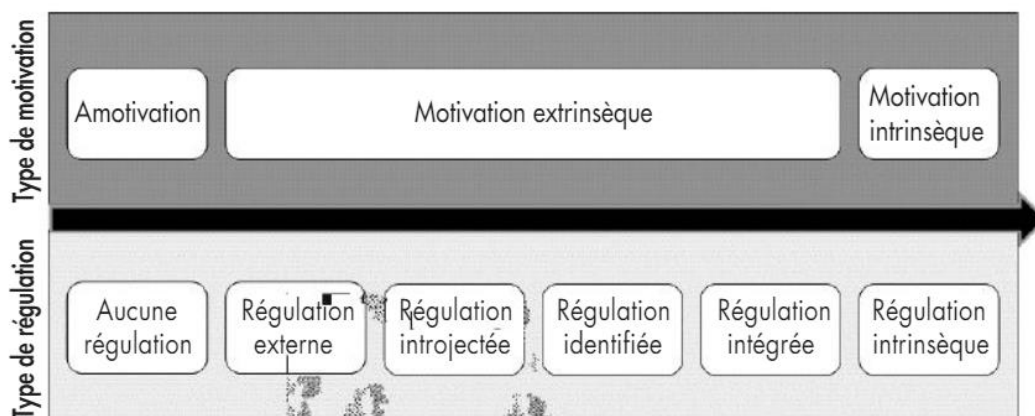 Type de motivation
Amotivation
Motivation extrinsèque
Motivation
intrinsèque
Type de régulation
Aucune
régulation
Régulation
externe
Régulation
introjectée
Régulation
identifiée
Régulation
intégrée
Régulation
intrinsèque